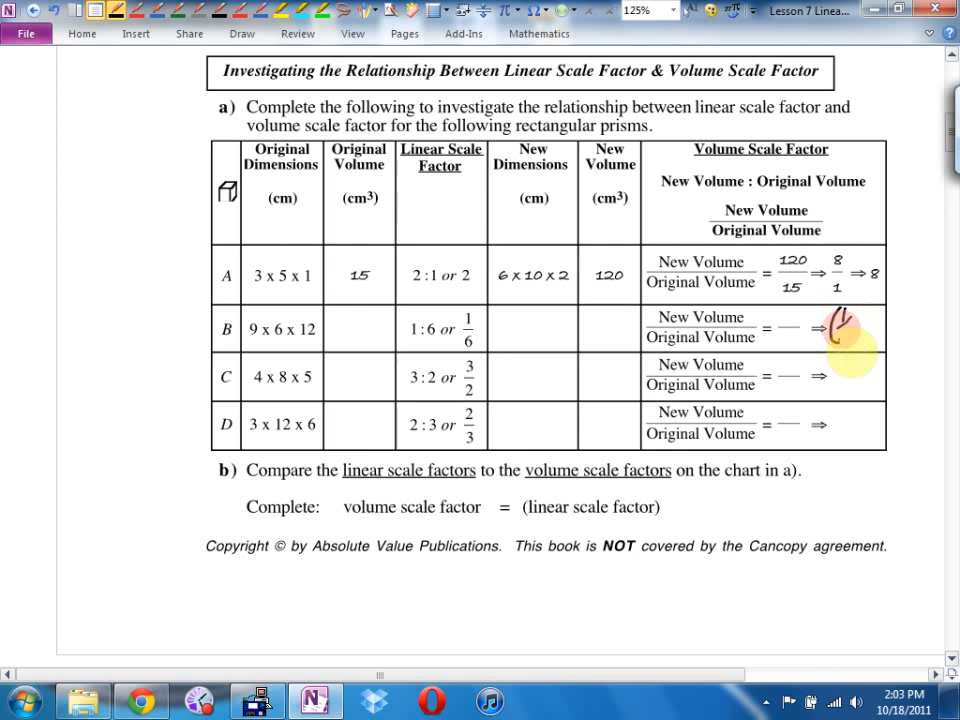 125% Lesson 7 Linea...
File Home Insert Share Draw Review View Pages Add-Ins Mathematics
Investigating the Relationship Between Linear Scale Factor & Volume Scale Factor
a) Complete the following to investigate the relationship between linear scale factor and
volume scale factor for the following rectangular prisms.
Original Dimensions (cm) Original Volume (cm³) Linear Scale Factor New Dimensions (cm) New Volume (cm³) Volume Scale Factor
New Volume : Original Volume
New Volume
Original Volume
A 3 x 5 x 1 15 2:1 or 2 6 x 10 x 2 120 New Volume / Original Volume = 120/15 ⇒ 8/1 ⇒ 8
B 9 x 6 x 12 1:6 or 1/6 New Volume / Original Volume = — ⇒ (1
C 4 x 8 x 5 3:2 or 3/2 New Volume / Original Volume = — ⇒
D 3 x 12 x 6 2:3 or 2/3 New Volume / Original Volume = — ⇒
b) Compare the linear scale factors to the volume scale factors on the chart in a).
Complete: volume scale factor = (linear scale factor)
Copyright © by Absolute Value Publications. This book is NOT covered by the Cancopy agreement.
2:03 PM
10/18/2011